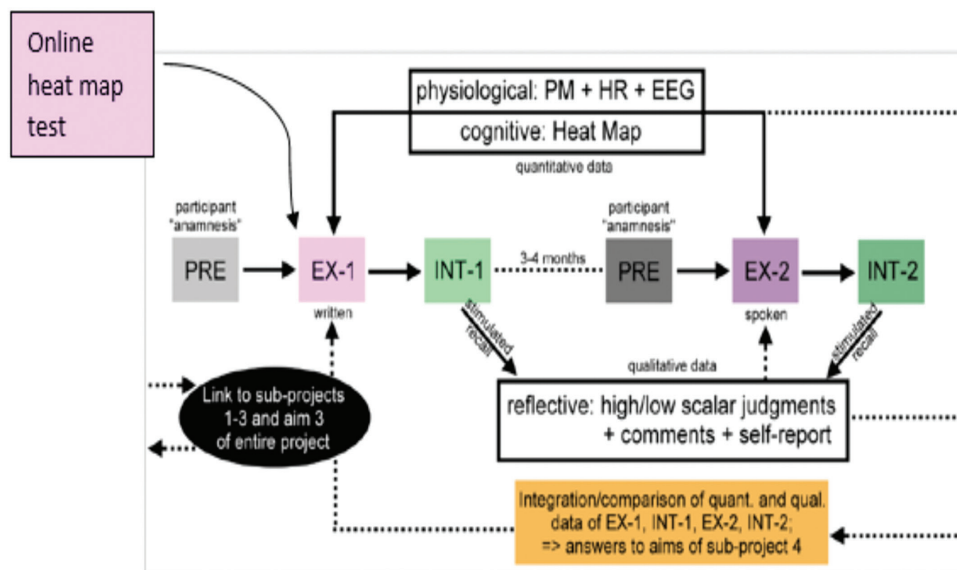 Online
heat map
test
physiological: PM + HR + EEG
cognitive: Heat Map
quantitative data
participant
"anamnesis"
participant
"anamnesis"
PRE
EX-1
INT-1
3-4 months
PRE
EX-2
INT-2
written
spoken
stimulated
recall
stimulated
recall
qualitative data
Link to sub-projects
1-3 and aim 3
of entire project
reflective: high/low scalar judgments
+ comments + self-report
Integration/comparison of quant. and qual.
data of EX-1, INT-1, EX-2, INT-2;
=> answers to aims of sub-project 4